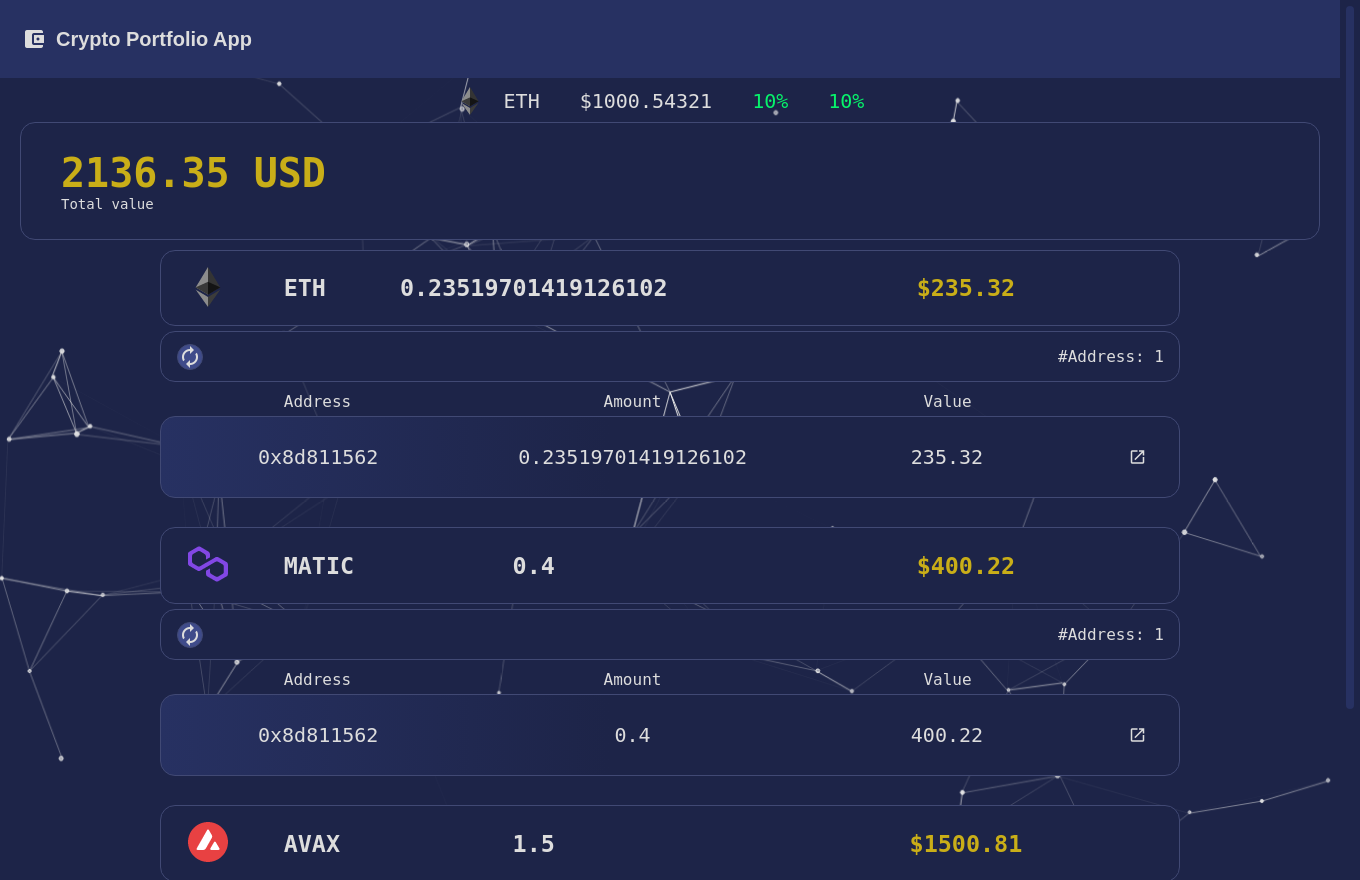 Crypto Portfolio App
ETH $1000.54321 10% 10%
2136.35 USD
Total value
ETH 0.23519701419126102 $235.32
#Address: 1
Address Amount Value
0x8d811562 0.23519701419126102 235.32
MATIC 0.4 $400.22
#Address: 1
Address Amount Value
0x8d811562 0.4 400.22
AVAX 1.5 $1500.81